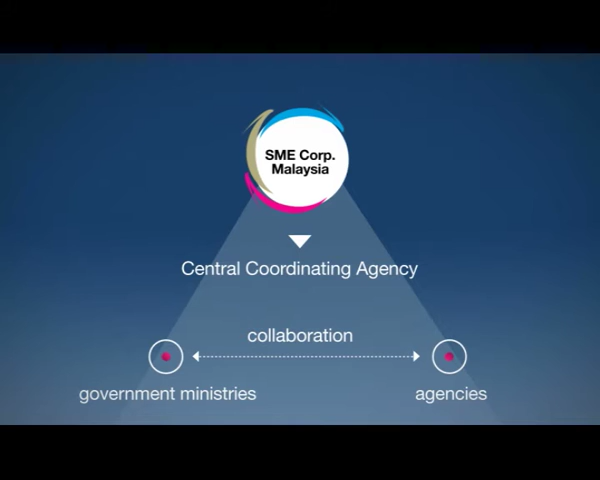 SME Corp.
Malaysia
Central Coordinating Agency
collaboration
government ministries
agencies